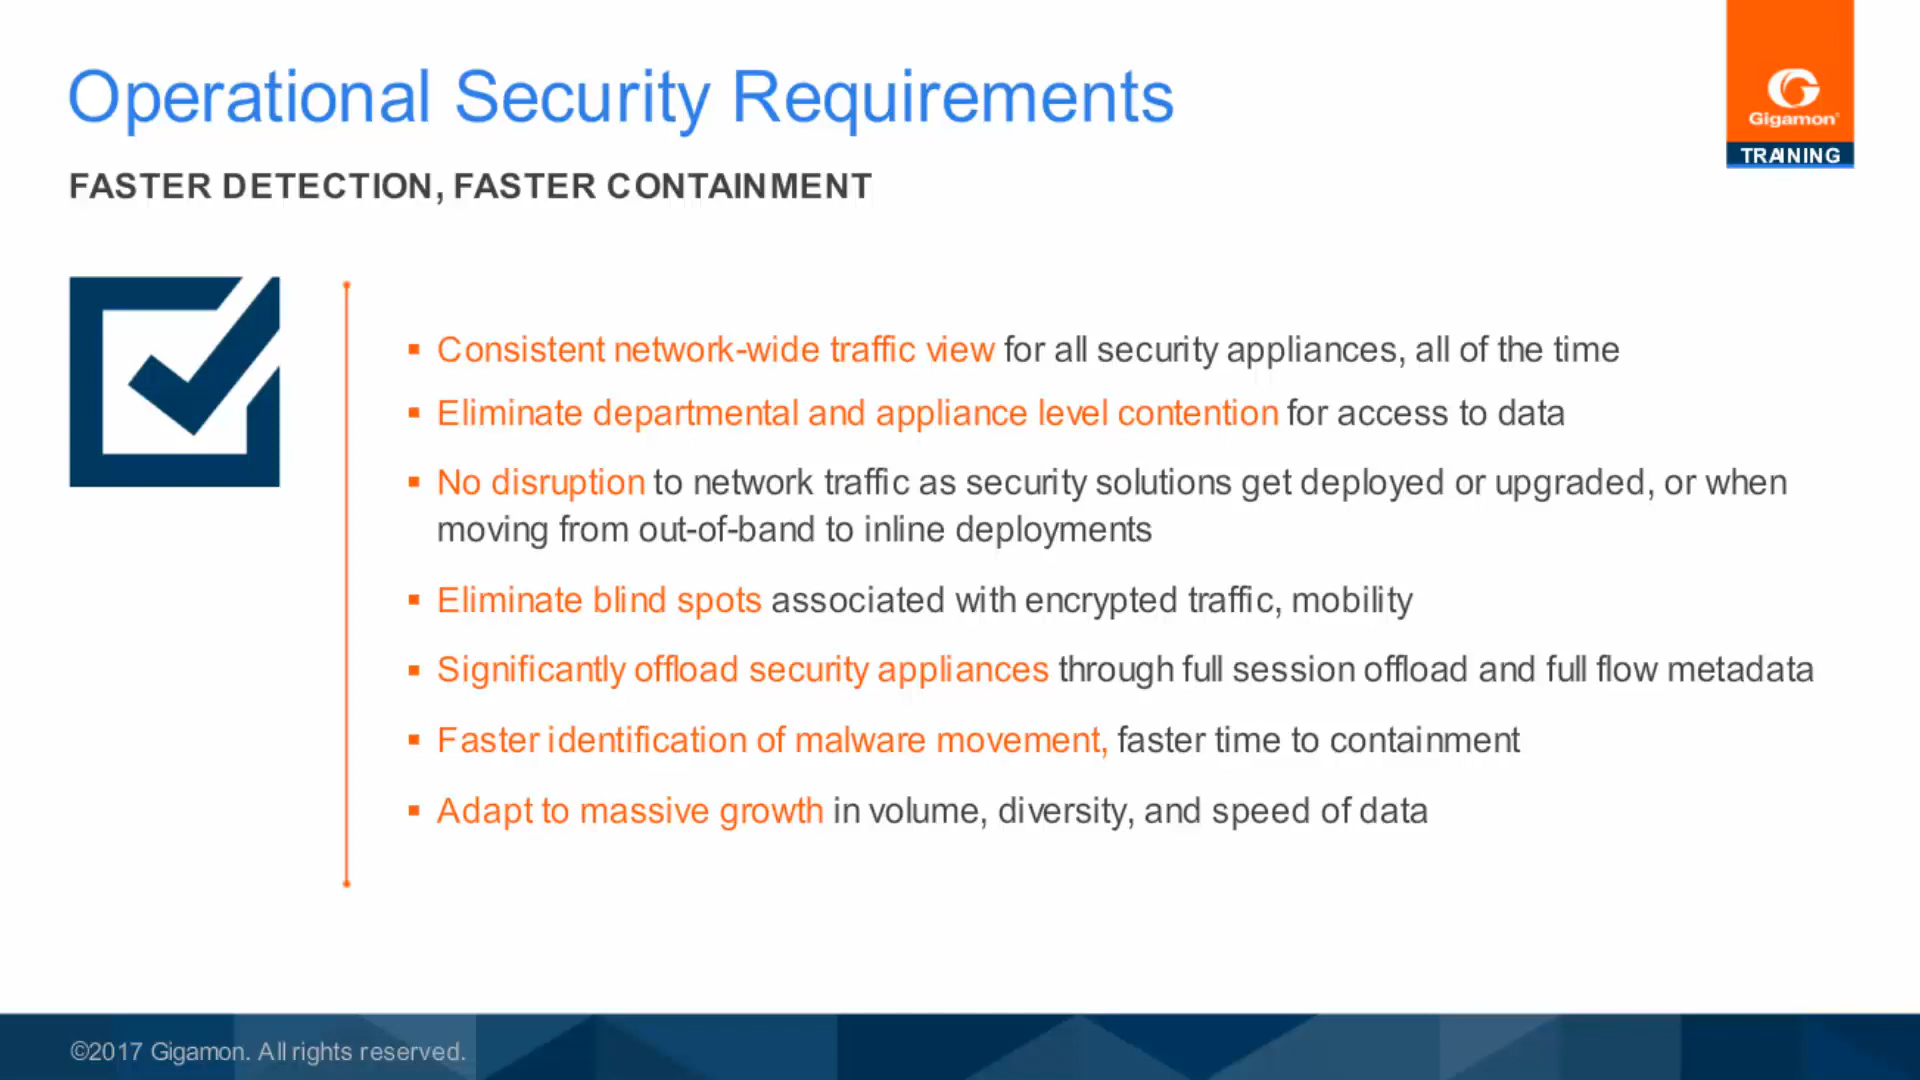 Operational Security Requirements
Gigamon®
TRAINING
FASTER DETECTION, FASTER CONTAINMENT
▪ Consistent network-wide traffic view for all security appliances, all of the time
▪ Eliminate departmental and appliance level contention for access to data
▪ No disruption to network traffic as security solutions get deployed or upgraded, or when
moving from out-of-band to inline deployments
▪ Eliminate blind spots associated with encrypted traffic, mobility
▪ Significantly offload security appliances through full session offload and full flow metadata
▪ Faster identification of malware movement, faster time to containment
▪ Adapt to massive growth in volume, diversity, and speed of data
©2017 Gigamon. All rights reserved.